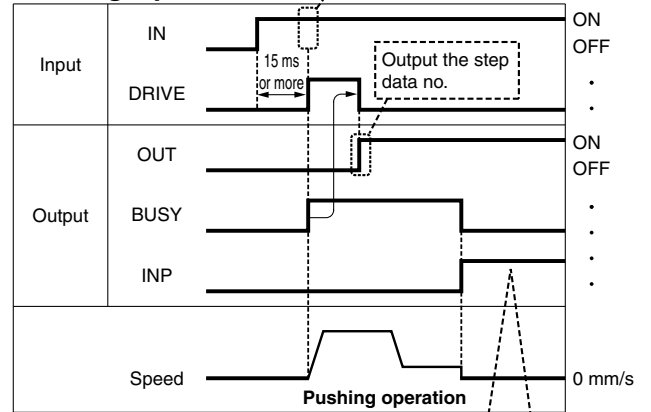 IN
ON
OFF
Input
15 ms
or more
Output the step
data no.
DRIVE
OUT
ON
OFF
Output
BUSY
INP
Speed
0 mm/s
Pushing operation